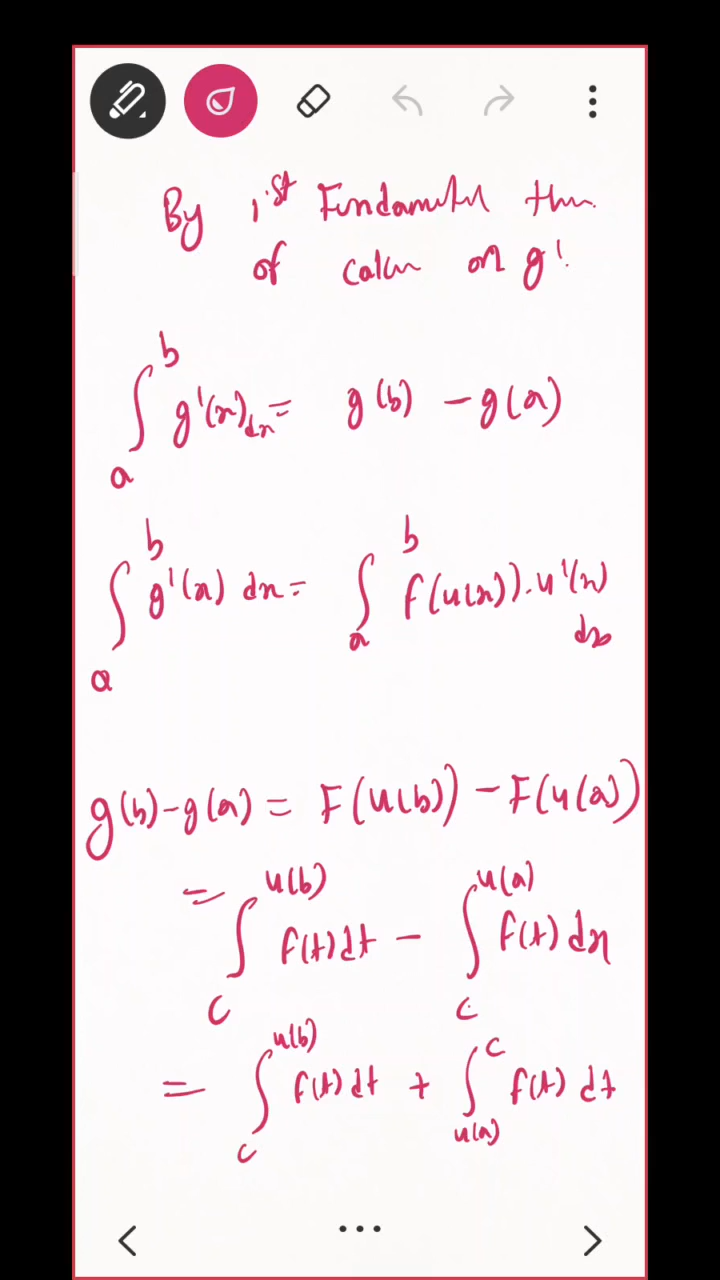 By 1st Fundamental thm.
of calcu on g'.
∫_a^b g'(x)dx = g(b) - g(a)
∫_a^b g'(x) dx = ∫_a^b f(u(x)).u'(x) dx
g(b)-g(a) = F(u(b)) - F(u(a))
= ∫_c^u(b) f(t)dt - ∫_c^u(a) f(t) dx
= ∫_c^u(b) f(t) dt + ∫_u(a)^c f(t) dt